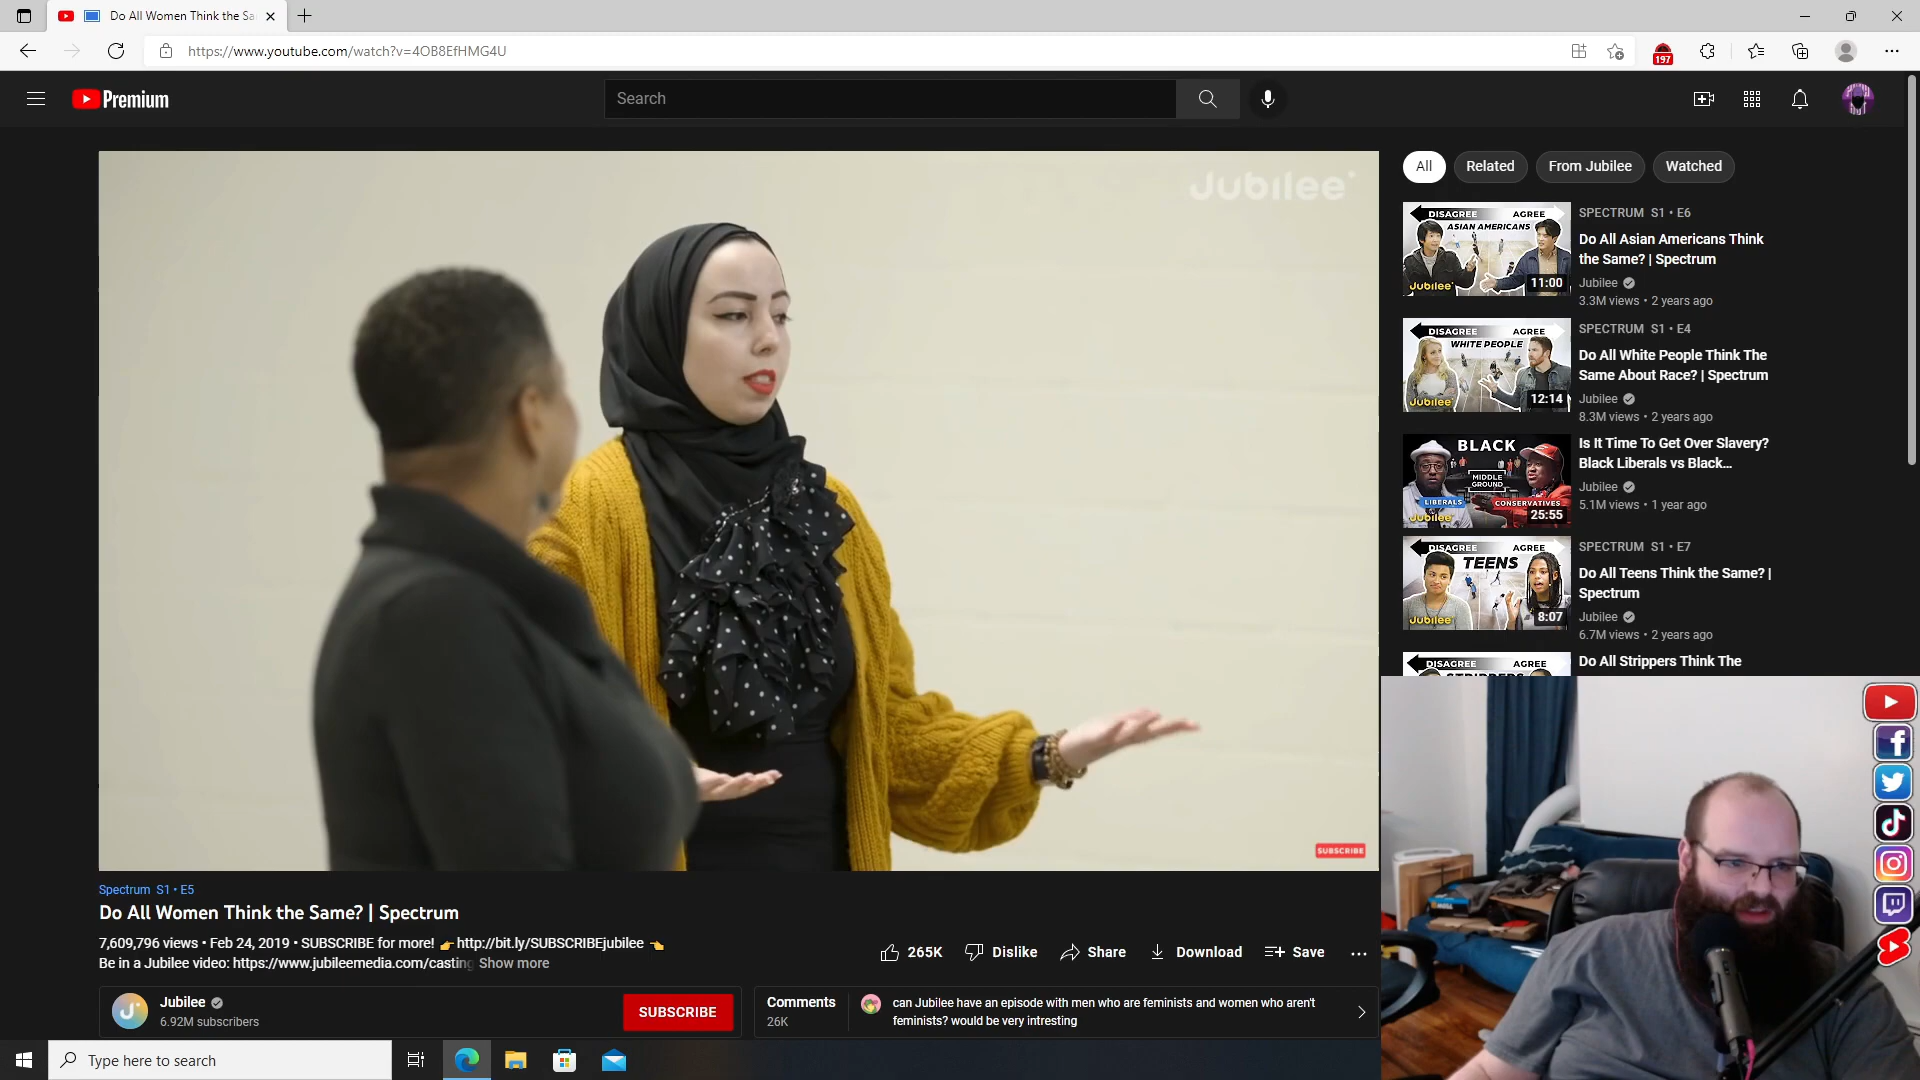 Do All Women Think the Sa
https://www.youtube.com/watch?v=4OB8EfHMG4U
197
Premium
Search
Jubilee
SUBSCRIBE
All
Related
From Jubilee
Watched
DISAGREE AGREE
ASIAN AMERICANS
Jubilee
11:00
SPECTRUM S1 • E6
Do All Asian Americans Think
the Same? | Spectrum
Jubilee
3.3M views • 2 years ago
DISAGREE AGREE
WHITE PEOPLE
Jubilee
12:14
SPECTRUM S1 • E4
Do All White People Think The
Same About Race? | Spectrum
Jubilee
8.3M views • 2 years ago
BLACK
MIDDLE
GROUND
LIBERALS
CONSERVATIVES
Jubilee
25:55
Is It Time To Get Over Slavery?
Black Liberals vs Black...
Jubilee
5.1M views • 1 year ago
DISAGREE AGREE
TEENS
Jubilee
8:07
SPECTRUM S1 • E7
Do All Teens Think the Same? |
Spectrum
Jubilee
6.7M views • 2 years ago
DISAGREE AGREE
Do All Strippers Think The
Spectrum S1 • E5
Do All Women Think the Same? | Spectrum
7,609,796 views • Feb 24, 2019 • SUBSCRIBE for more! 👉 http://bit.ly/SUBSCRIBEjubilee 👈
Be in a Jubilee video: https://www.jubileemedia.com/casting Show more
265K
Dislike
Share
Download
Save
Jubilee
6.92M subscribers
SUBSCRIBE
Comments
26K
can Jubilee have an episode with men who are feminists and women who aren't
feminists? would be very intresting
Type here to search